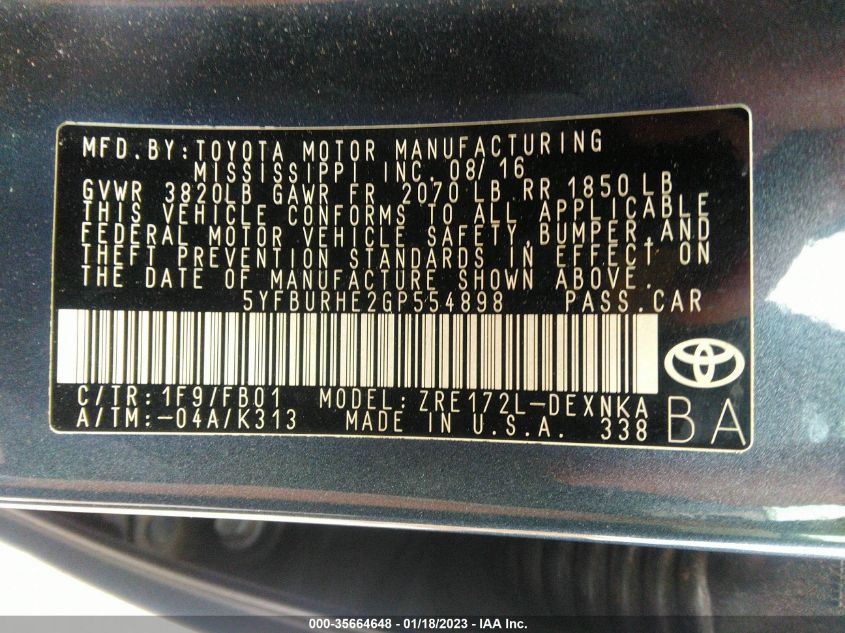 MFD. BY: TOYOTA MOTOR MANUFACTURING
MISSISSIPPI INC. 08/16
GVWR 3820LB GAWR FR 2070 LB RR 1850 LB
THIS VEHICLE CONFORMS TO ALL APPLICABLE
FEDERAL MOTOR VEHICLE SAFETY, BUMPER, AND
THEFT PREVENTION STANDARDS IN EFFECT ON
THE DATE OF MANUFACTURE SHOWN ABOVE.
5YFBURHE2GP554898 PASS. CAR
C/TR: 1F9/FB01 MODEL: ZRE172L-DEXNKA
A/TM: -04A/K313 MADE IN U.S.A. 338
BA
000-35664648 - 01/18/2023 - IAA Inc.